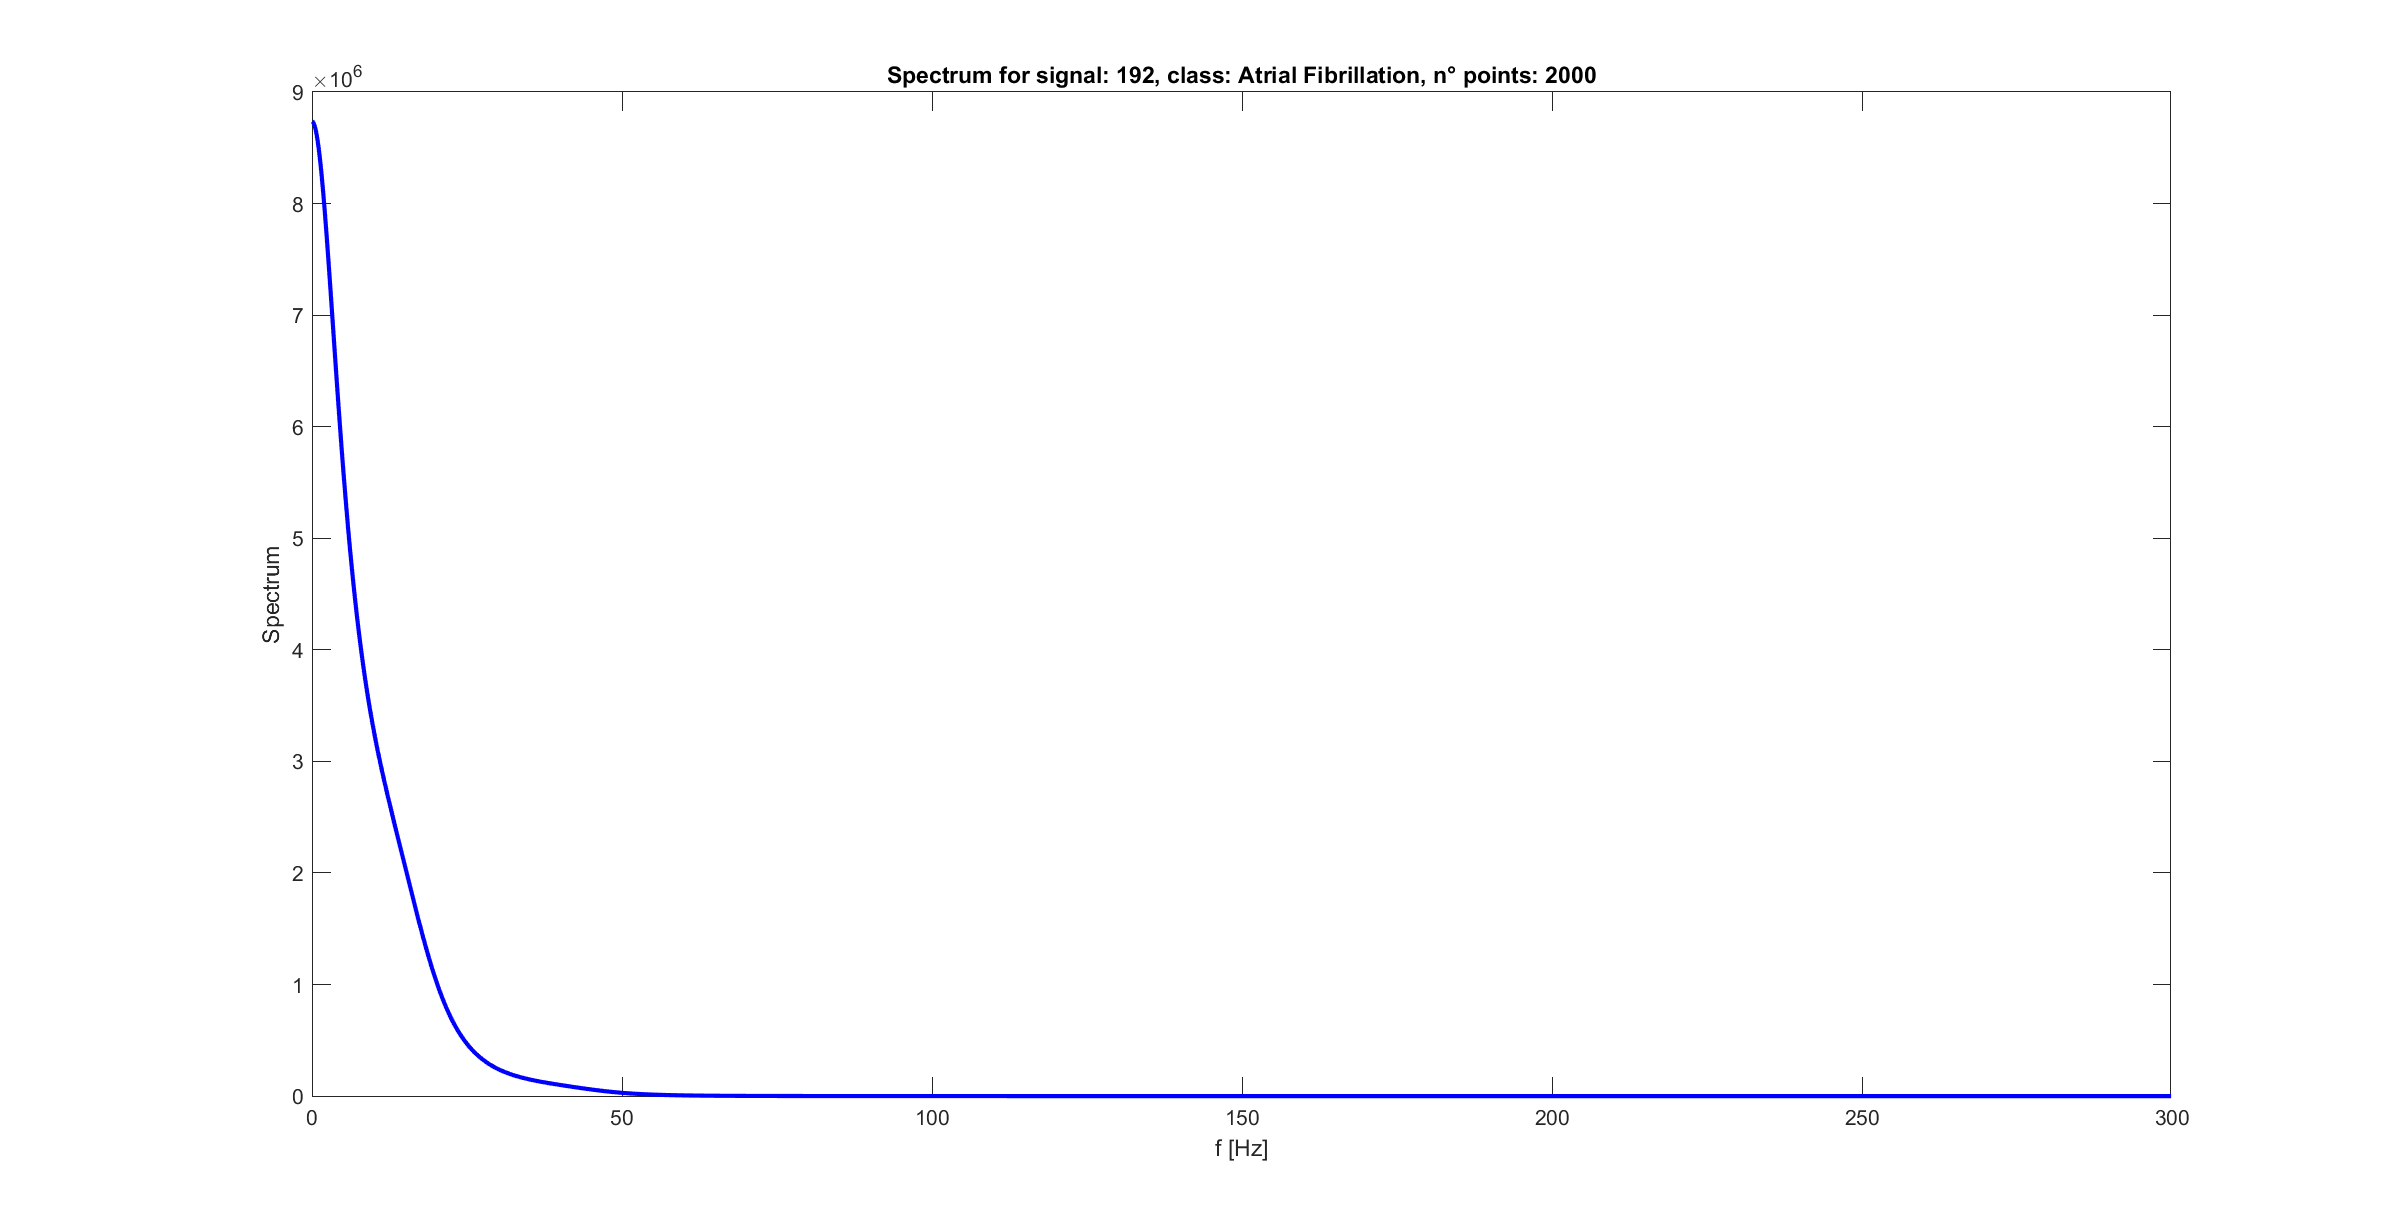 Spectrum for signal: 192, class: Atrial Fibrillation, n° points: 2000
×10^6
9
8
7
6
5
4
3
2
1
0
Spectrum
0 50 100 150 200 250 300
f [Hz]